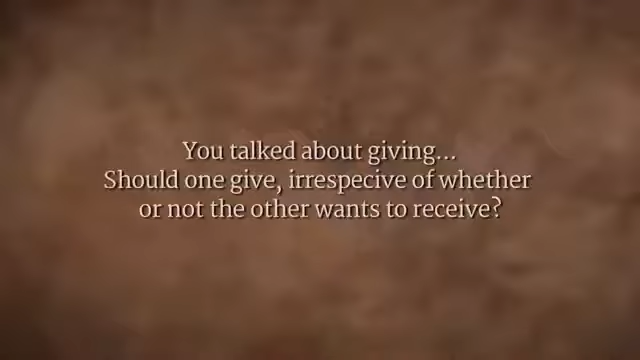 You talked about giving...
Should one give, irrespecive of whether
or not the other wants to receive?